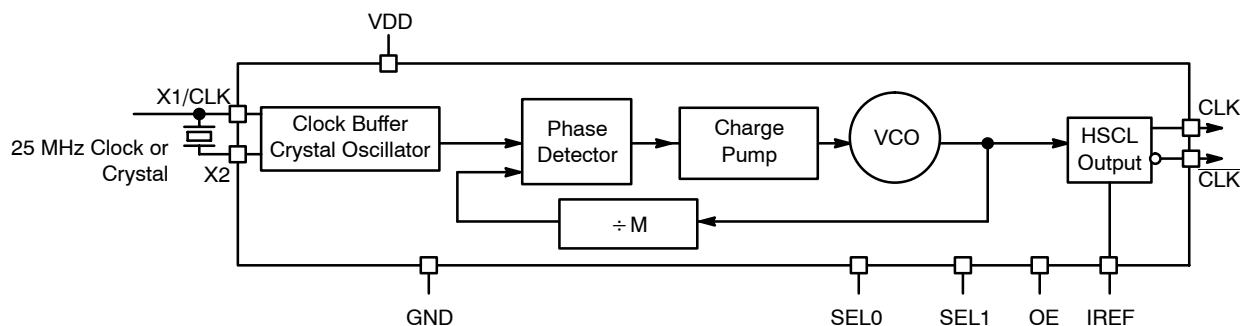 VDD
X1/CLK
25 MHz Clock or
Crystal
X2
Clock Buffer
Crystal Oscillator
Phase
Detector
Charge
Pump
VCO
HSCL
Output
CLK
CLK
÷ M
GND
SEL0
SEL1
OE
IREF